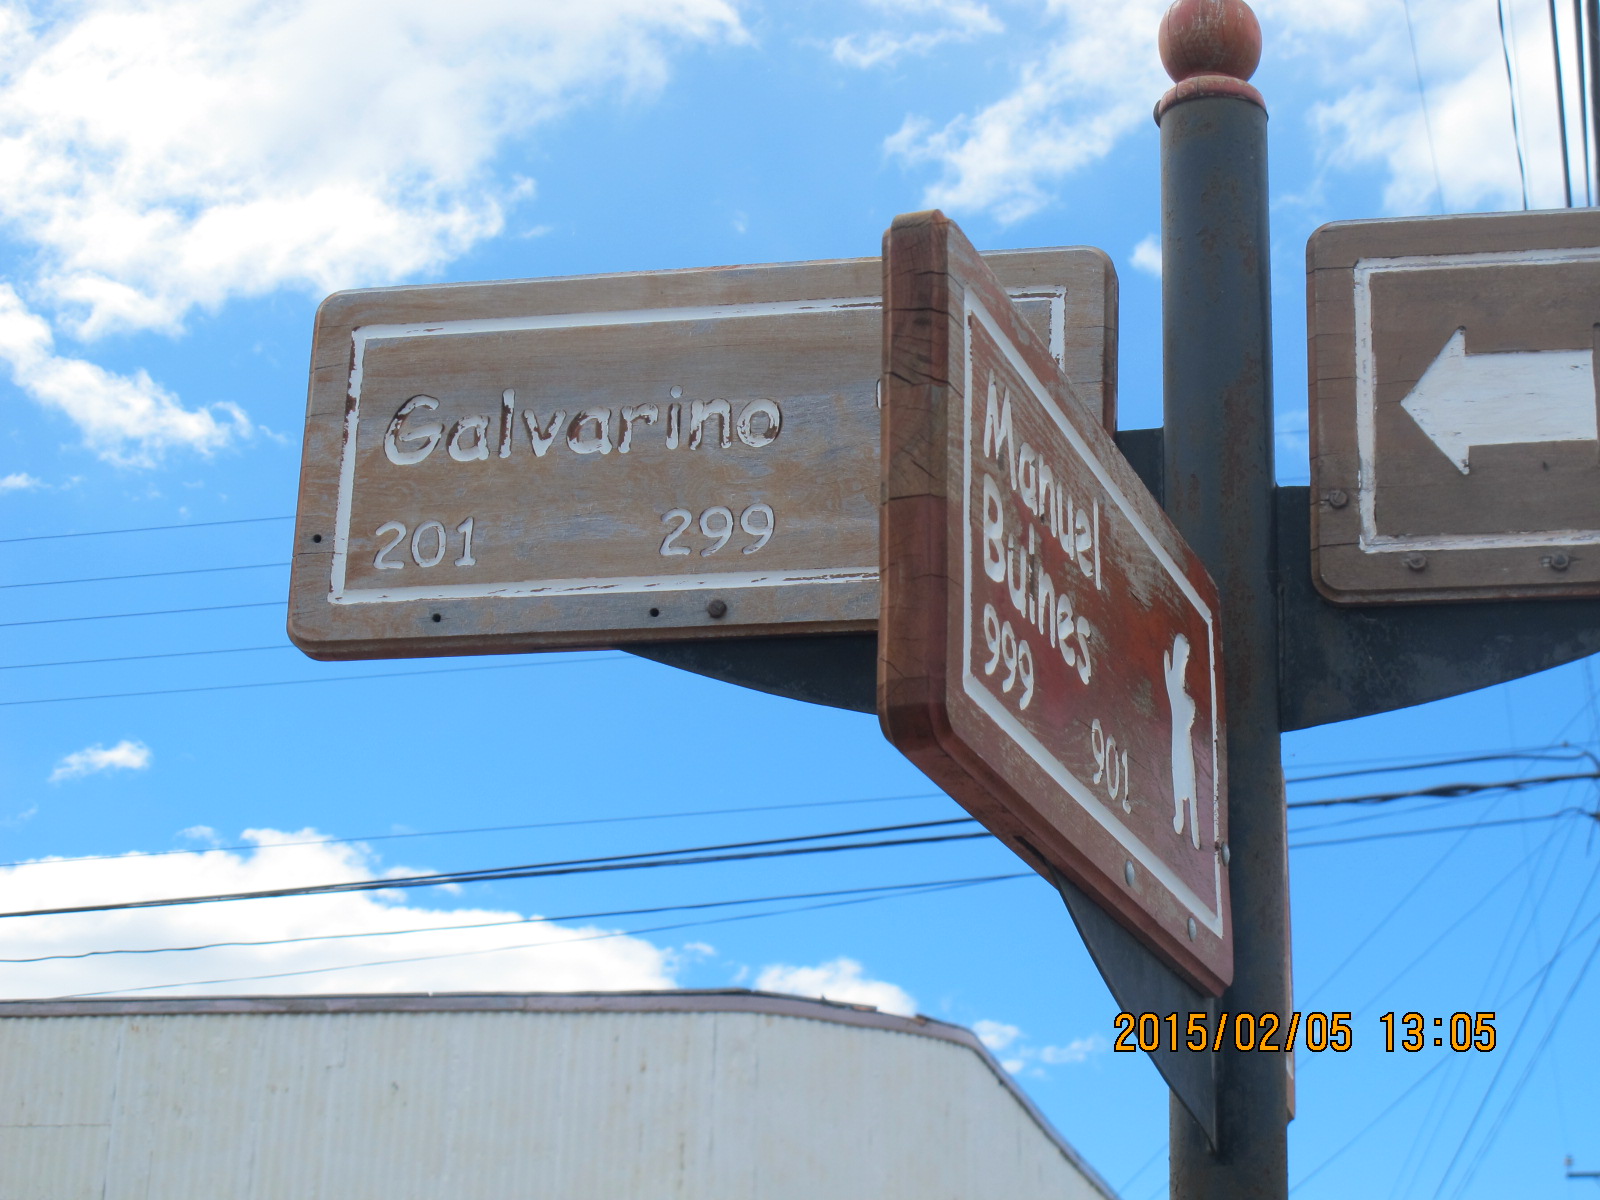 Galvarino
201 299
Manuel
Bulnes
999 901
2015/02/05 13:05